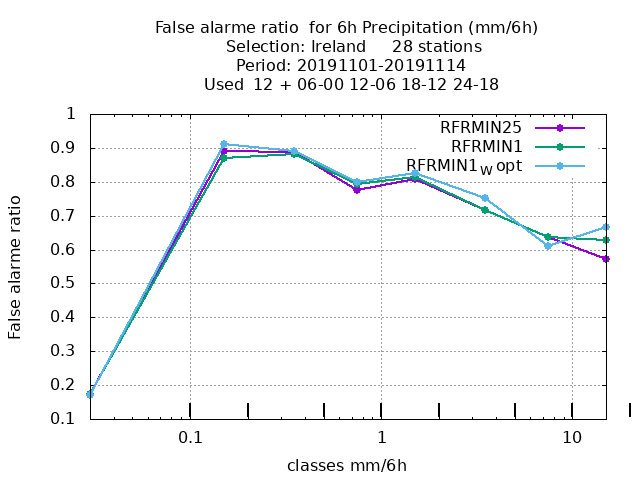 False alarme ratio  for 6h Precipitation (mm/6h)
Selection: Ireland     28 stations
Period: 20191101-20191114
Used  12 + 06-00 12-06 18-12 24-18
RFRMIN25
RFRMIN1
RFRMIN1W opt
1
0.9
0.8
0.7
0.6
0.5
0.4
0.3
0.2
0.1
False alarme ratio
0.1 1 10
classes mm/6h